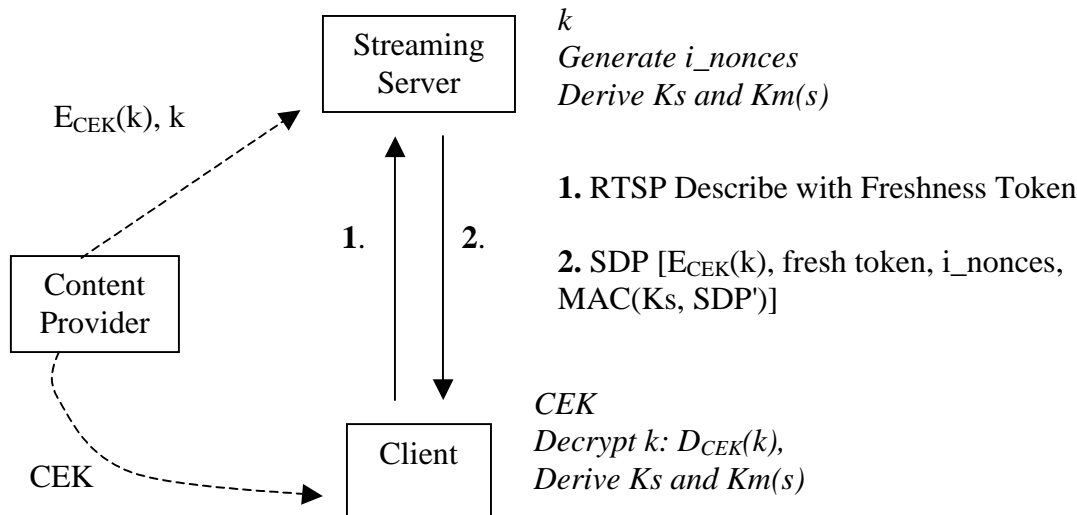 k
Streaming
Server
Generate i_nonces
Derive Ks and Km(s)
E_CEK(k), k
1. RTSP Describe with Freshness Token
1.
2.
2. SDP [E_CEK(k), fresh token, i_nonces,
MAC(Ks, SDP')]
Content
Provider
CEK
Client
CEK
Decrypt k: D_CEK(k),
Derive Ks and Km(s)